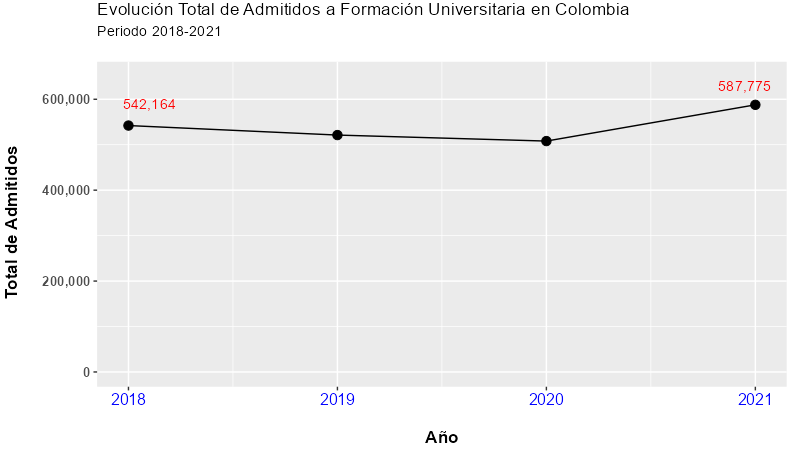 Evolución Total de Admitidos a Formación Universitaria en Colombia
Periodo 2018-2021
587,775
542,164
600,000
400,000
200,000
0
Total de Admitidos
2018 2019 2020 2021
Año